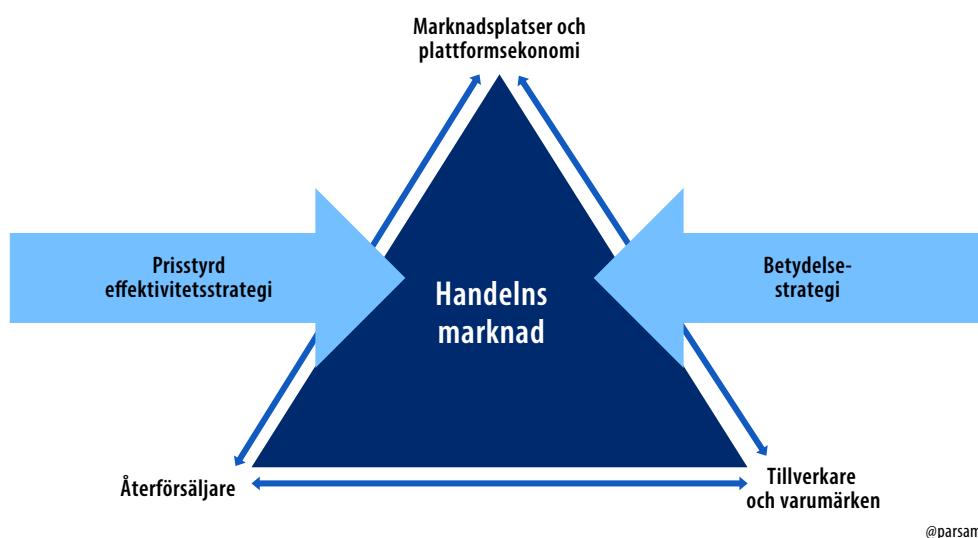 Marknadsplatser och
plattformsekonomi
Prisstyrd
effektivitetsstrategi
Handelns
marknad
Betydelse-
strategi
Återförsäljare
Tillverkare
och varumärken
@parsam